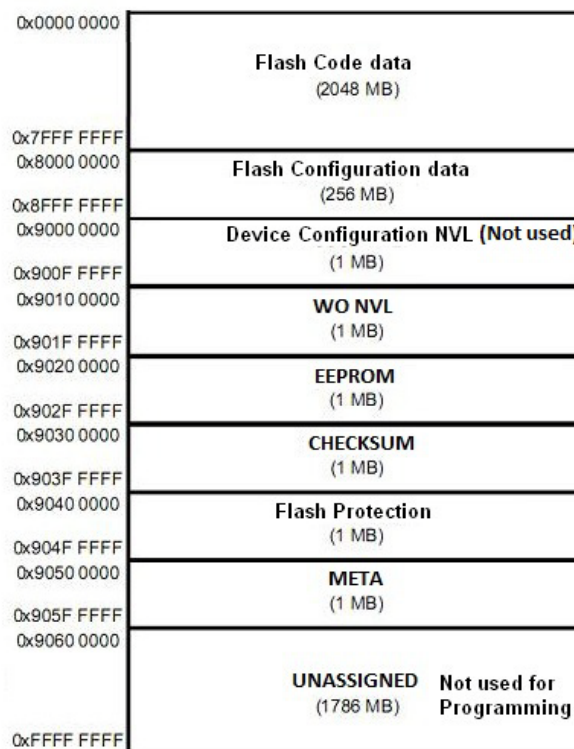 0x0000 0000
Flash Code data
(2048 MB)
0x7FFF FFFF
0x8000 0000
Flash Configuration data
(256 MB)
0x8FFF FFFF
0x9000 0000
Device Configuration NVL (Not used)
(1 MB)
0x900F FFFF
0x9010 0000
WO NVL
(1 MB)
0x901F FFFF
0x9020 0000
EEPROM
(1 MB)
0x902F FFFF
0x9030 0000
CHECKSUM
(1 MB)
0x903F FFFF
0x9040 0000
Flash Protection
(1 MB)
0x904F FFFF
0x9050 0000
META
(1 MB)
0x905F FFFF
0x9060 0000
UNASSIGNED Not used for
(1786 MB) Programming
0xFFFF FFFF